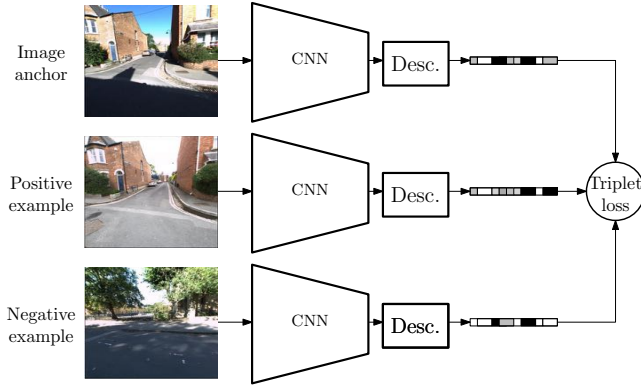 Image
anchor
CNN
Desc.
Positive
example
CNN
Desc.
Triplet
loss
Negative
example
CNN
Desc.